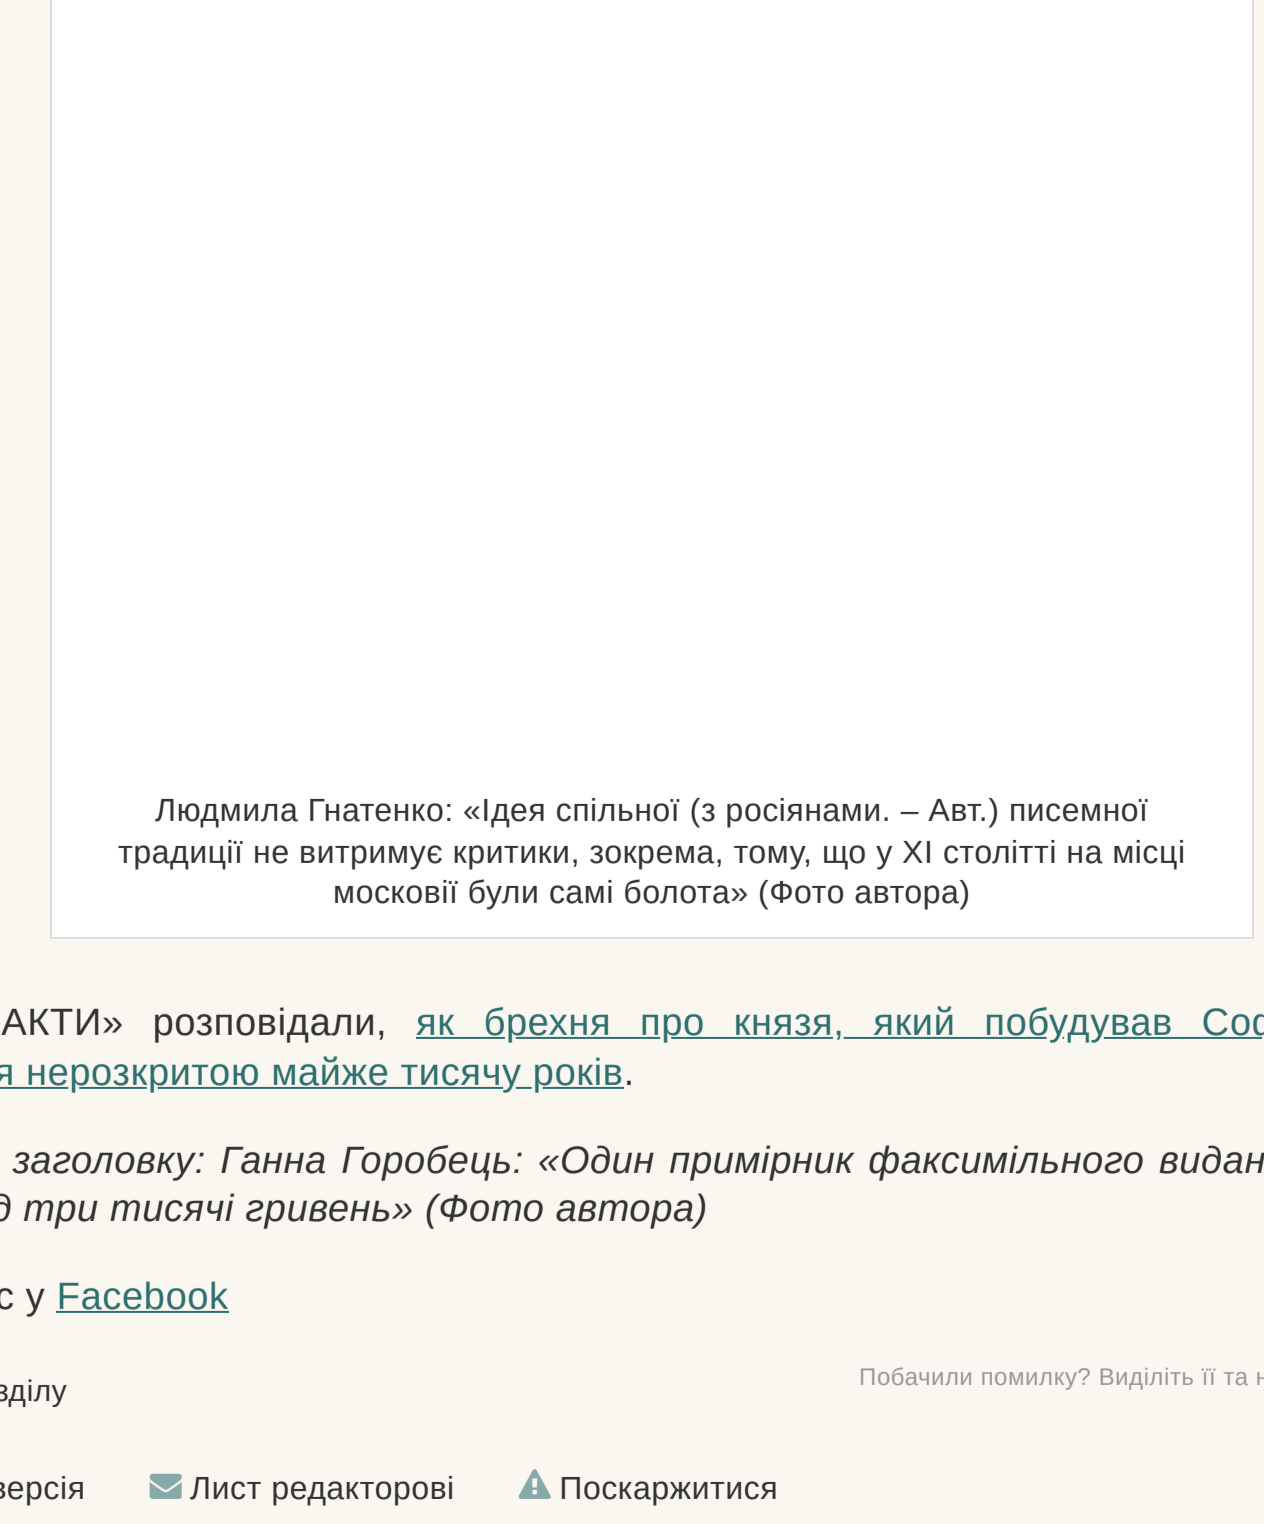 Людмила Гнатенко: «Ідея спільної (з росіянами. – Авт.) писемної
традиції не витримує критики, зокрема, тому, що у XI столітті на місці
московії були самі болота» (Фото автора)
АКТИ» розповідали, як брехня про князя, який побудував Соф
я нерозкритою майже тисячу років.
заголовку: Ганна Горобець: «Один примірник факсимільного видан
д три тисячі гривень» (Фото автора)
с у Facebook
Побачили помилку? Виділіть її та н
зділу
версія Лист редакторові Поскаржитися